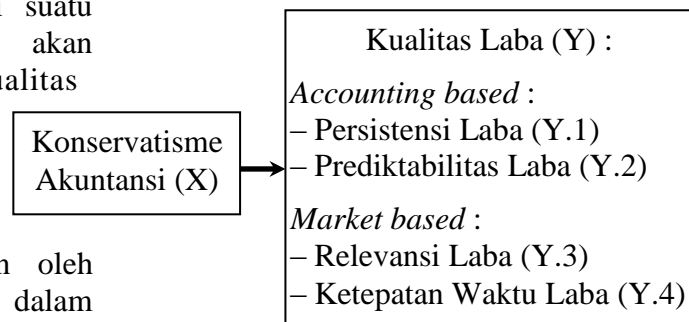 suatu
akan
ualitas
Konservatisme
Akuntansi (X)
oleh
dalam
Kualitas Laba (Y) :
Accounting based :
– Persistensi Laba (Y.1)
– Prediktabilitas Laba (Y.2)
Market based :
– Relevansi Laba (Y.3)
– Ketepatan Waktu Laba (Y.4)